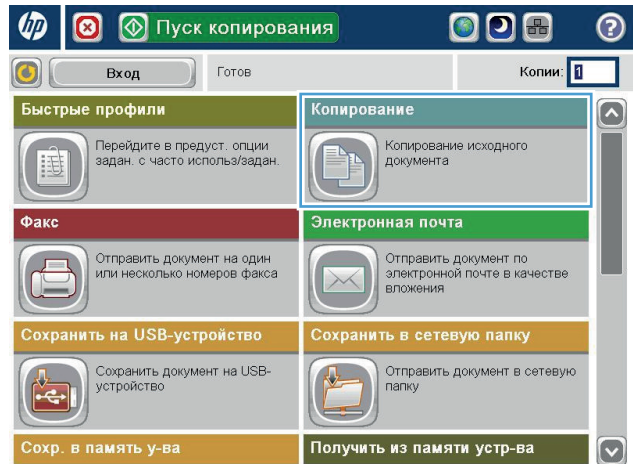 hp
Пуск копирования
?
Вход
Готов
Копии: 1
Быстрые профили
Перейдите в предуст. опции
задан. с часто использ/задан.
Копирование
Копирование исходного
документа
Факс
Отправить документ на один
или несколько номеров факса
Электронная почта
Отправить документ по
электронной почте в качестве
вложения
Сохранить на USB-устройство
Сохранить документ на USB-
устройство
Сохранить в сетевую папку
Отправить документ в сетевую
папку
Сохр. в память у-ва
Получить из памяти устр-ва